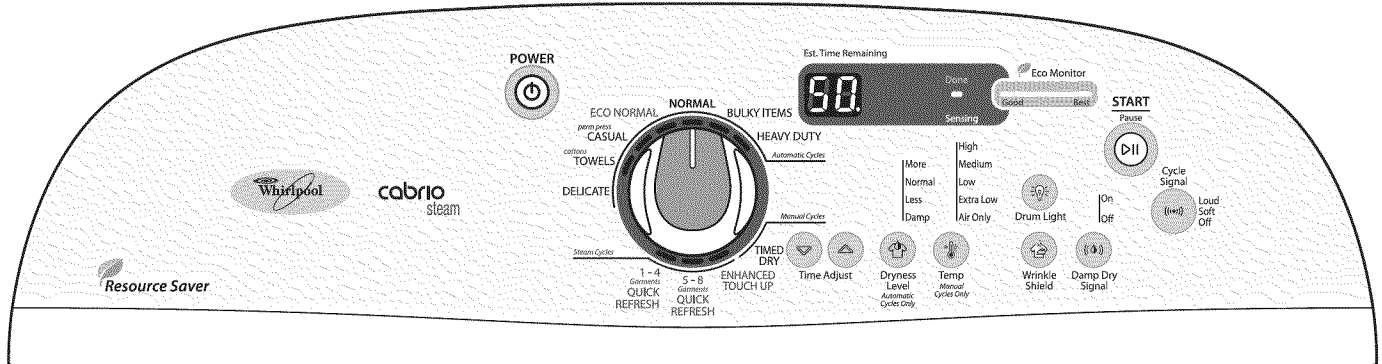 Est. Time Remaining
POWER
50.
Done
Sensing
Eco Monitor
Good
Best
START
Pause
ECO NORMAL
NORMAL
BULKY ITEMS
perm press
CASUAL
HEAVY DUTY
cottons
TOWELS
Automatic Cycles
DELICATE
Manual Cycles
Steam Cycles
TIMED
DRY
1 - 4
Garments
QUICK
REFRESH
5 - 8
Garments
QUICK
REFRESH
ENHANCED
TOUCH UP
Whirlpool
cabrio
steam
Resource Saver
Time Adjust
More
Normal
Less
Damp
Dryness
Level
Automatic
Cycles Only
High
Medium
Low
Extra Low
Air Only
Temp
Manual
Cycles Only
Drum Light
Wrinkle
Shield
On
Off
Damp Dry
Signal
Cycle
Signal
Loud
Soft
Off